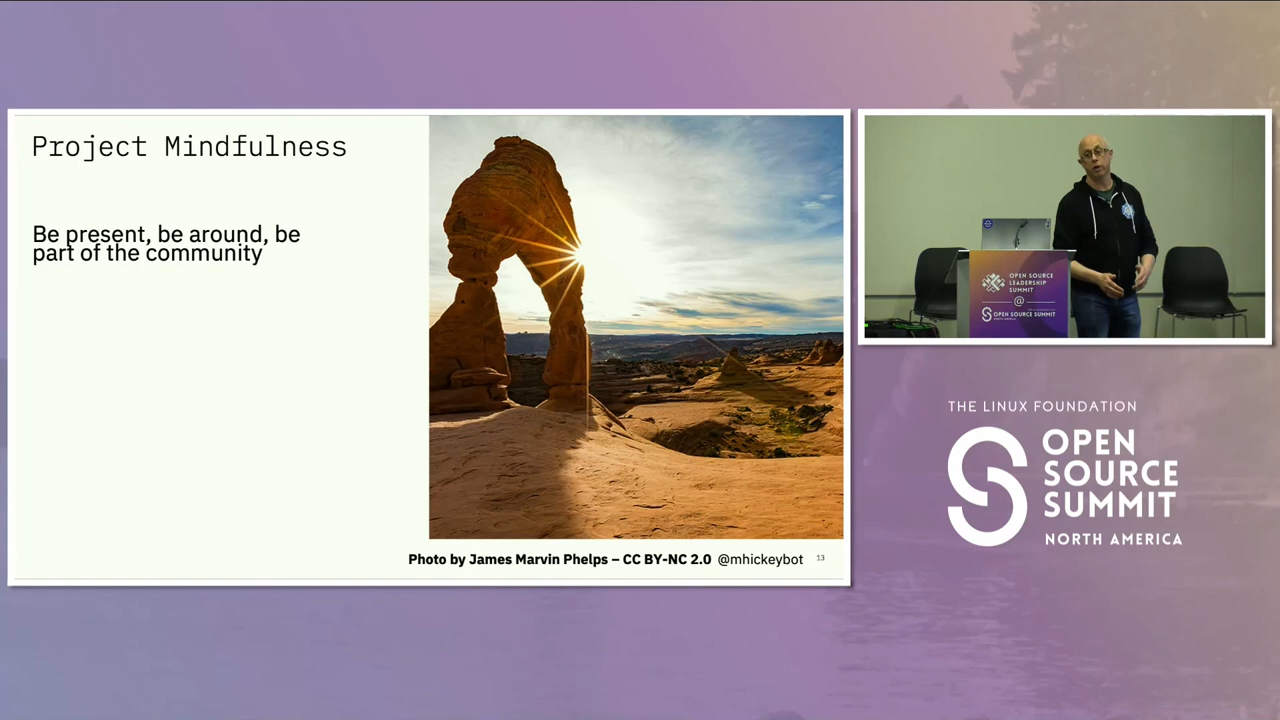 Project Mindfulness
Be present, be around, be
part of the community
Photo by James Marvin Phelps – CC BY-NC 2.0 @mhickeybot 13
OPEN SOURCE
LEADERSHIP
SUMMIT
@
OPEN SOURCE SUMMIT
THE LINUX FOUNDATION
OPEN
SOURCE
SUMMIT
NORTH AMERICA